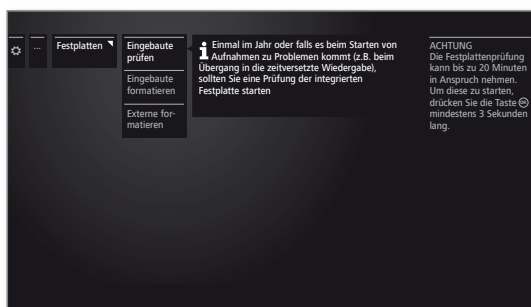 ...
Festplatten
Eingebaute
prüfen
Eingebaute
formatieren
Externe for-
matieren
i Einmal im Jahr oder falls es beim Starten von
Aufnahmen zu Problemen kommt (z.B. beim
Übergang in die zeitversetzte Wiedergabe),
sollten Sie eine Prüfung der integrierten
Festplatte starten
ACHTUNG
Die Festplattenprüfung
kann bis zu 20 Minuten
in Anspruch nehmen.
Um diese zu starten,
drücken Sie die Taste OK
mindestens 3 Sekunden
lang.